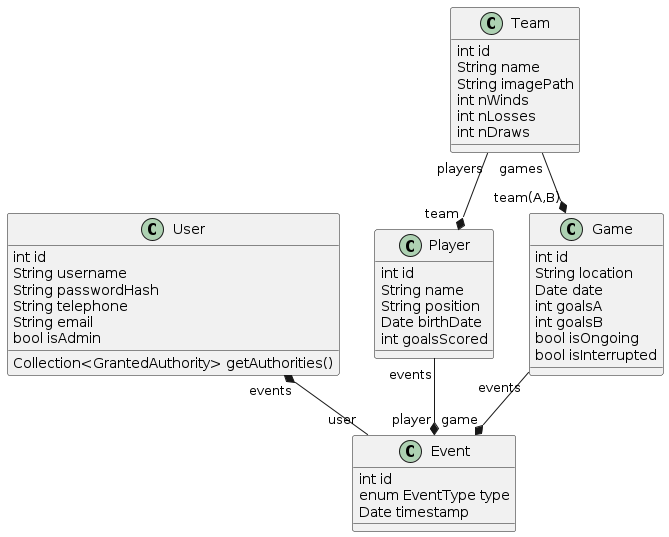 C Team
int id
String name
String imagePath
int nWinds
int nLosses
int nDraws
players
games
team
team(A,B)
C User
int id
String username
String passwordHash
String telephone
String email
bool isAdmin
Collection<GrantedAuthority> getAuthorities()
C Player
int id
String name
String position
Date birthDate
int goalsScored
C Game
int id
String location
Date date
int goalsA
int goalsB
bool isOngoing
bool isInterrupted
events
events
events
user
player
game
C Event
int id
enum EventType type
Date timestamp